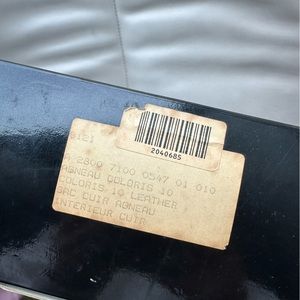 2040685
A 2800 7100 0547 01 010
AGNEAU COLORIS 10
COLORIS 10 LEATHER
SAC CUIR AGNEAU
INTERIEUR CUIR